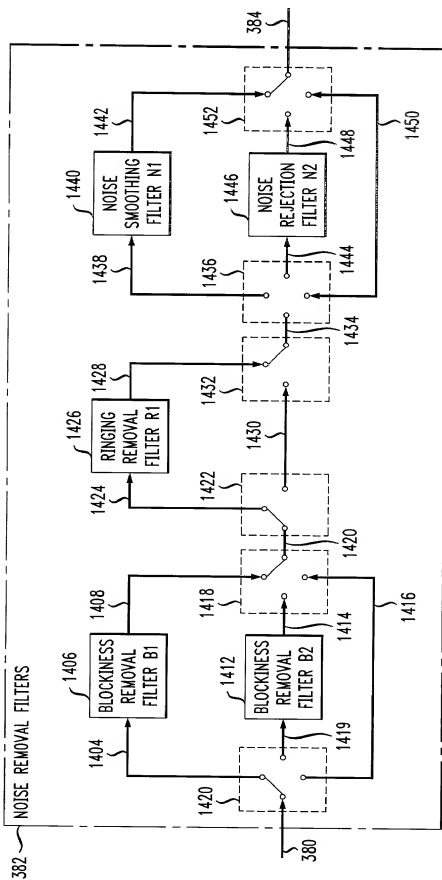 382
NOISE REMOVAL FILTERS
380
1420
1404
1406
BLOCKINESS
REMOVAL
FILTER B1
1408
1419
1412
BLOCKINESS
REMOVAL
FILTER B2
1414
1416
1418
1420
1422
1424
1426
RINGING
REMOVAL
FILTER R1
1428
1430
1432
1434
1436
1438
1440
NOISE
SMOOTHING
FILTER N1
1442
1444
1446
NOISE
REJECTION
FILTER N2
1448
1450
1452
384